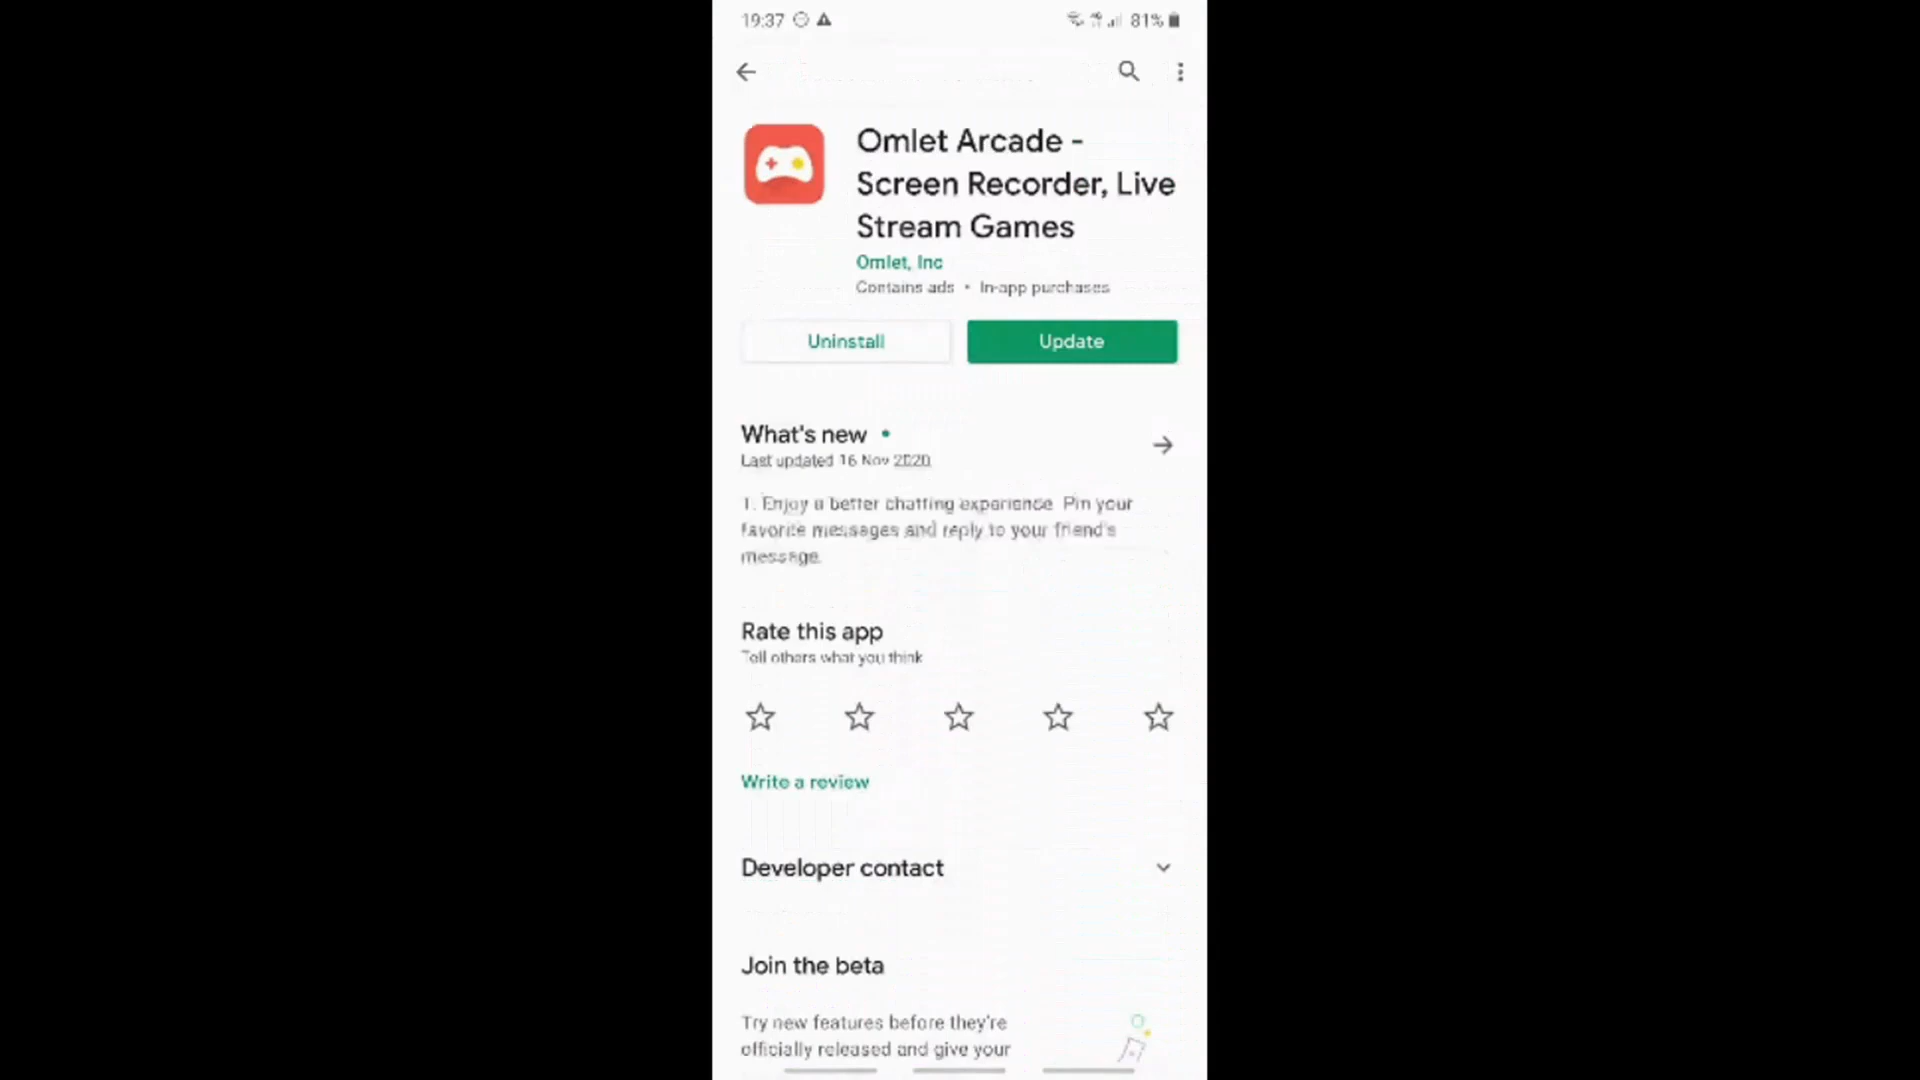 19:37 81%
Omlet Arcade -
Screen Recorder, Live
Stream Games
Omlet, Inc
Contains ads • In-app purchases
Uninstall
Update
What's new •
Last updated 16 Nov 2020
1. Enjoy a better chatting experience. Pin your
favorite messages and reply to your friend's
message.
Rate this app
Tell others what you think
Write a review
Developer contact
Join the beta
Try new features before they're
officially released and give your